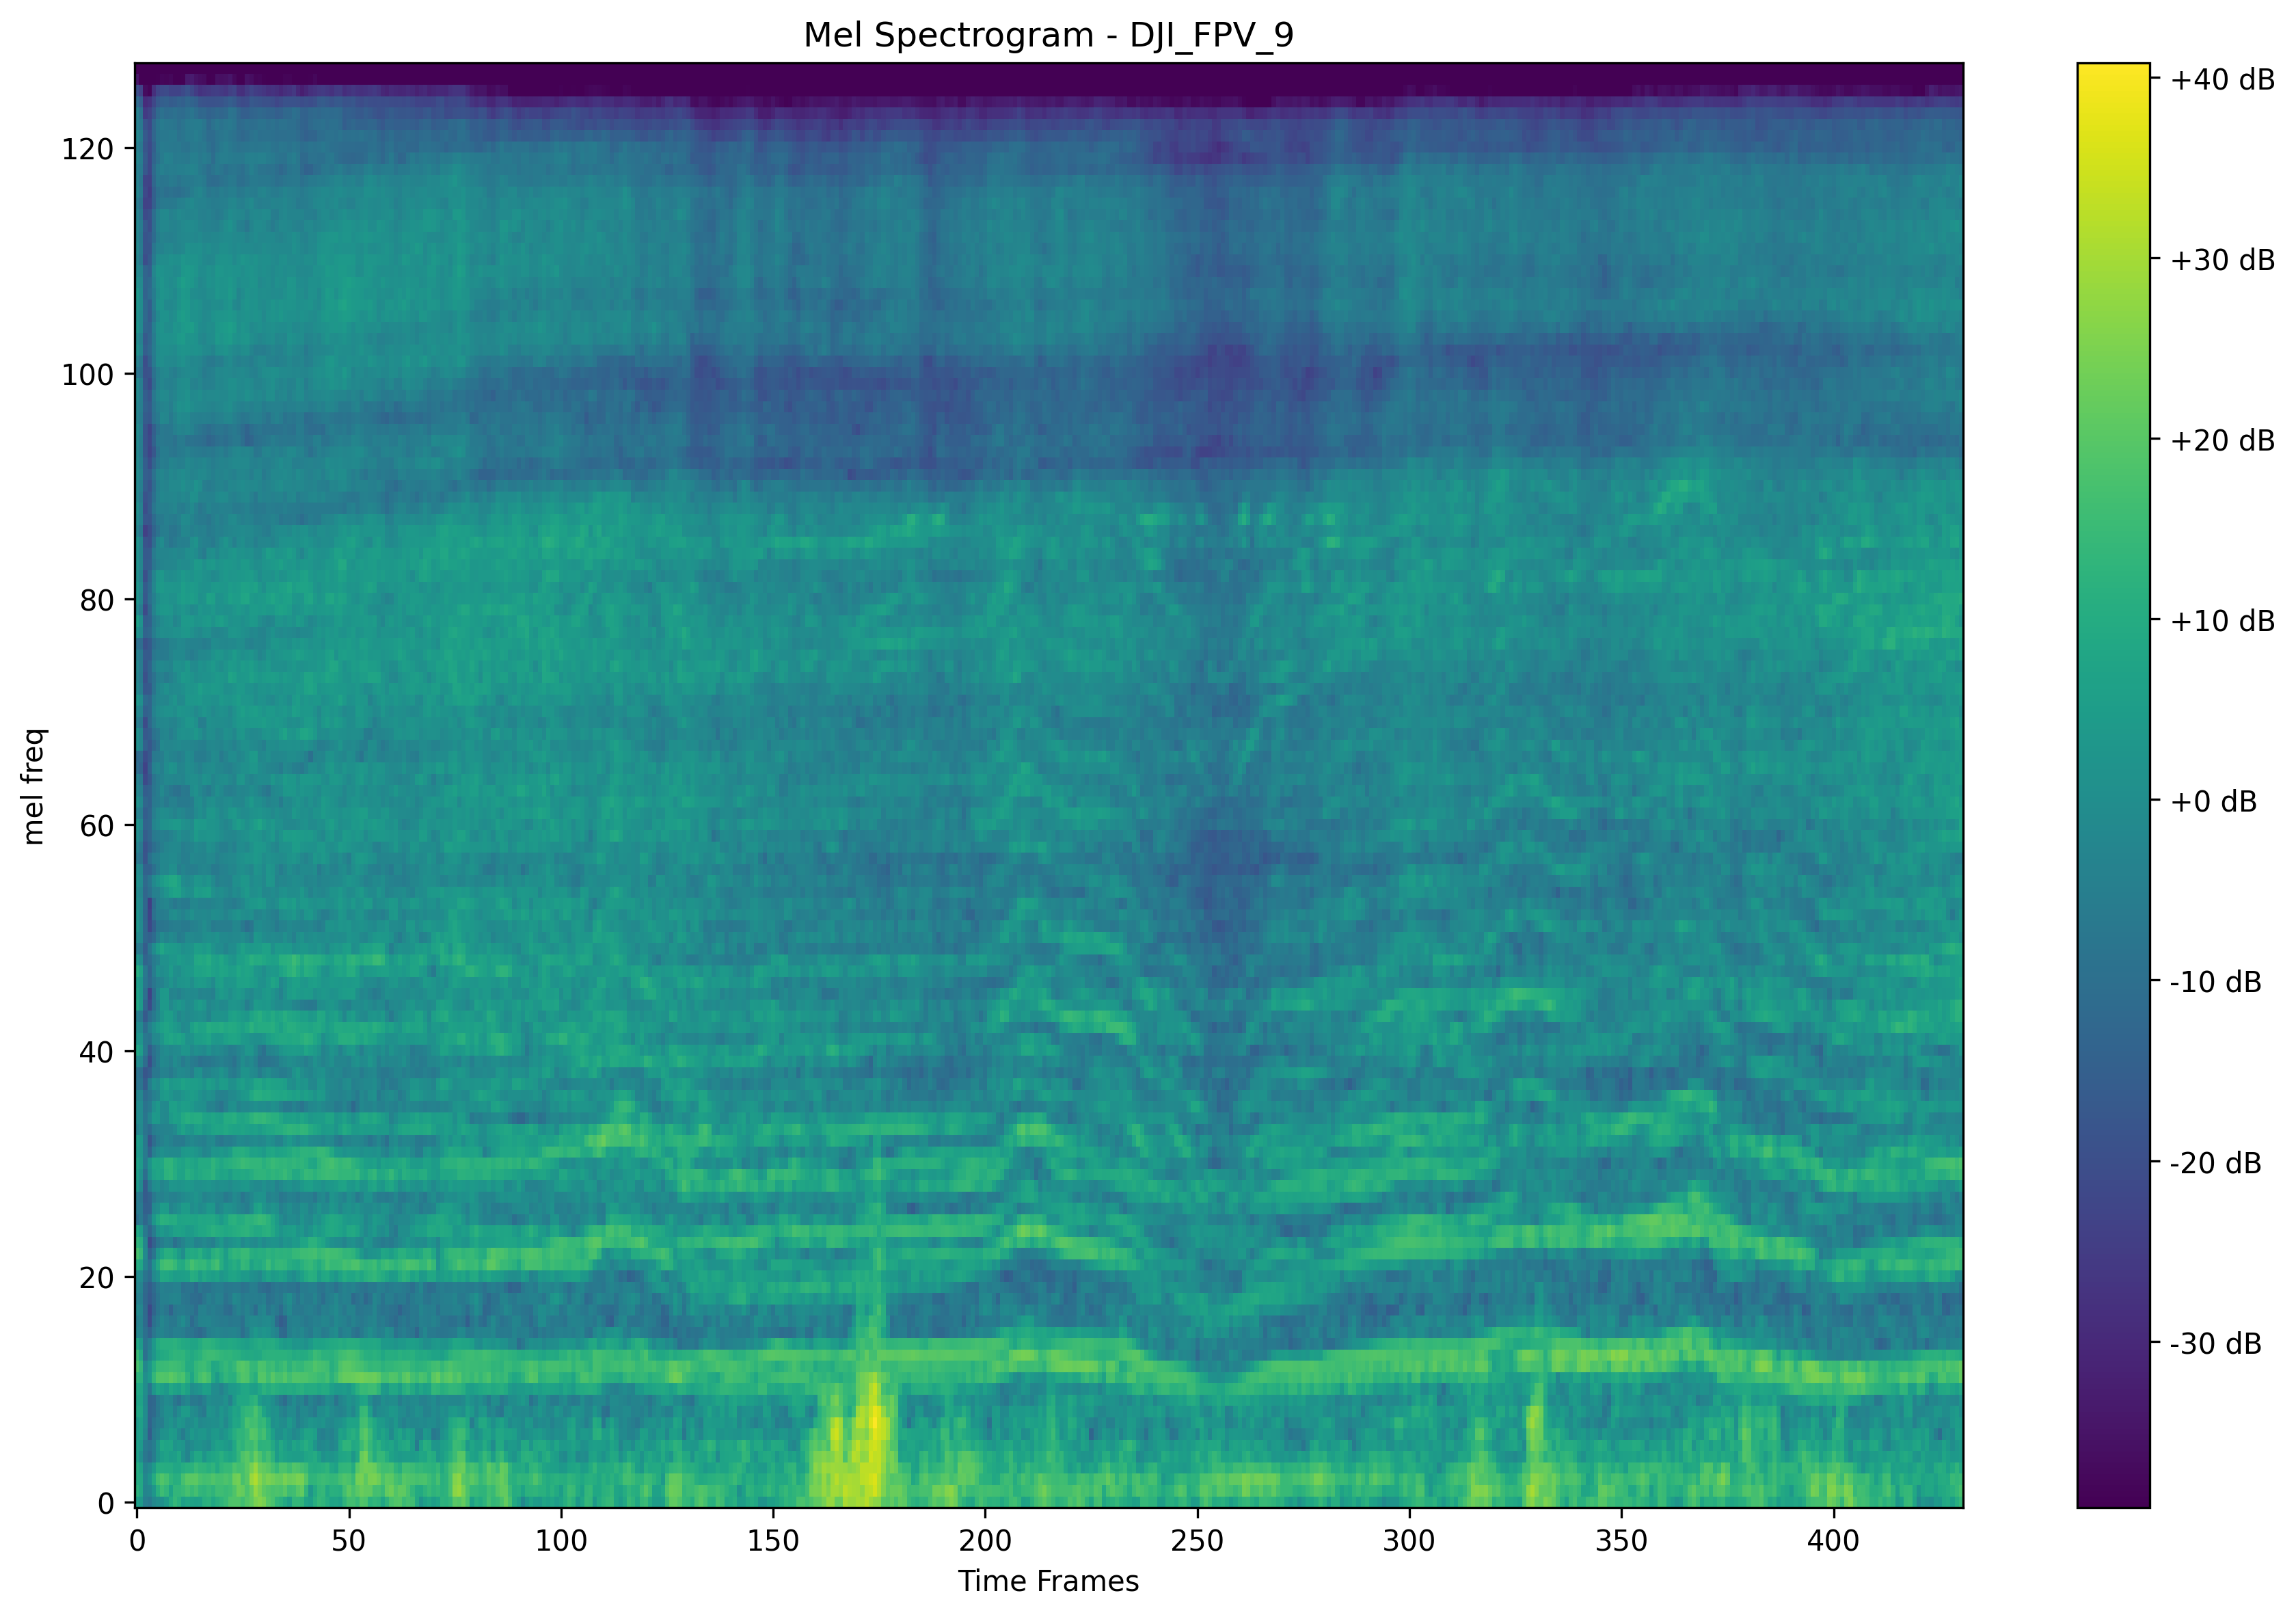 Mel Spectrogram - DJI_FPV_9
mel freq
120
100
80
60
40
20
0
0 50 100 150 200 250 300 350 400
Time Frames
+40 dB
+30 dB
+20 dB
+10 dB
+0 dB
-10 dB
-20 dB
-30 dB